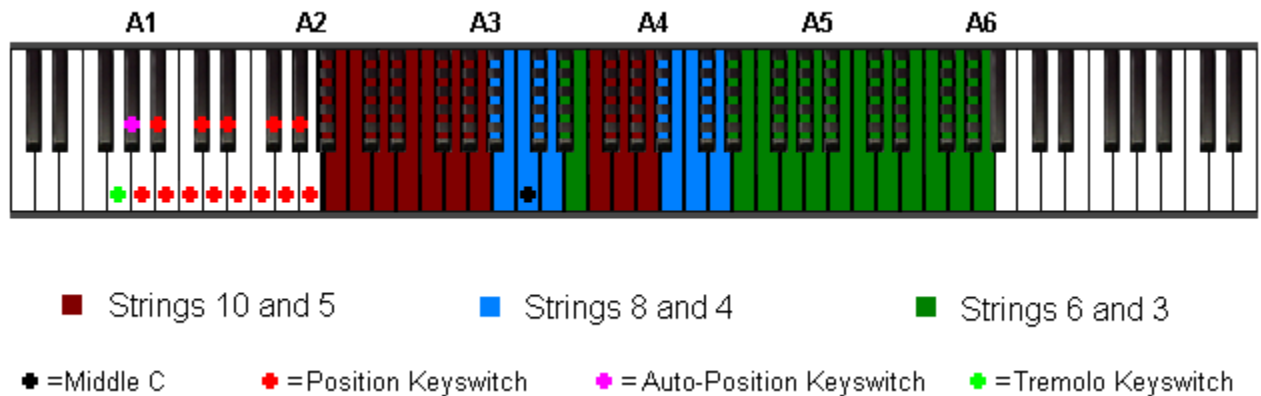 A1 A2 A3 A4 A5 A6
Strings 10 and 5 Strings 8 and 4 Strings 6 and 3
=Middle C =Position Keyswitch = Auto-Position Keyswitch =Tremolo Keyswitch